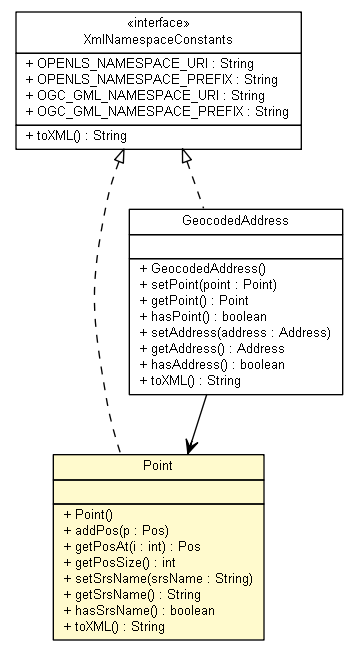 «interface»
XmlNamespaceConstants
+ OPENLS_NAMESPACE_URI : String
+ OPENLS_NAMESPACE_PREFIX : String
+ OGC_GML_NAMESPACE_URI : String
+ OGC_GML_NAMESPACE_PREFIX : String
+ toXML() : String
GeocodedAddress
+ GeocodedAddress()
+ setPoint(point : Point)
+ getPoint() : Point
+ hasPoint() : boolean
+ setAddress(address : Address)
+ getAddress() : Address
+ hasAddress() : boolean
+ toXML() : String
Point
+ Point()
+ addPos(p : Pos)
+ getPosAt(i : int) : Pos
+ getPosSize() : int
+ setSrsName(srsName : String)
+ getSrsName() : String
+ hasSrsName() : boolean
+ toXML() : String